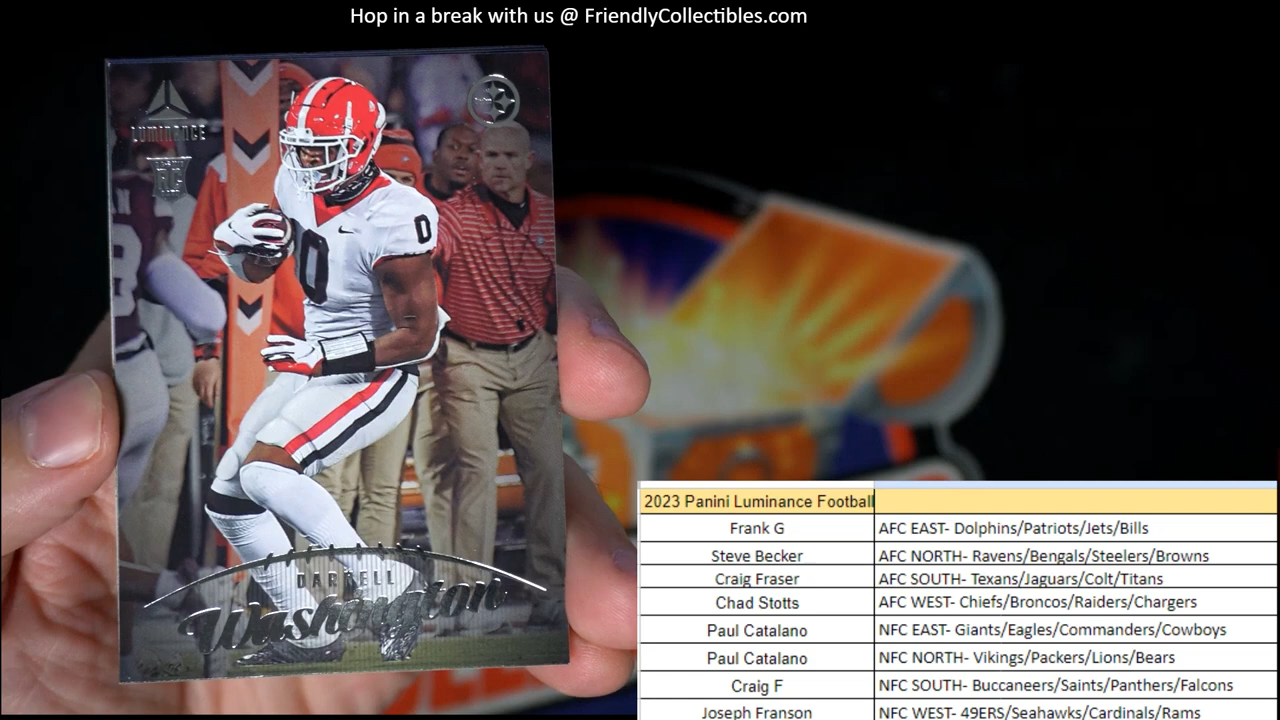 Hop in a break with us @ FriendlyCollectibles.com
LUMINANCE
RC
0
0
DARNELL
Washington
2023 Panini Luminance Football
Frank G AFC EAST- Dolphins/Patriots/Jets/Bills
Steve Becker AFC NORTH- Ravens/Bengals/Steelers/Browns
Craig Fraser AFC SOUTH- Texans/Jaguars/Colt/Titans
Chad Stotts AFC WEST- Chiefs/Broncos/Raiders/Chargers
Paul Catalano NFC EAST- Giants/Eagles/Commanders/Cowboys
Paul Catalano NFC NORTH- Vikings/Packers/Lions/Bears
Craig F NFC SOUTH- Buccaneers/Saints/Panthers/Falcons
Joseph Franson NFC WEST- 49ERS/Seahawks/Cardinals/Rams